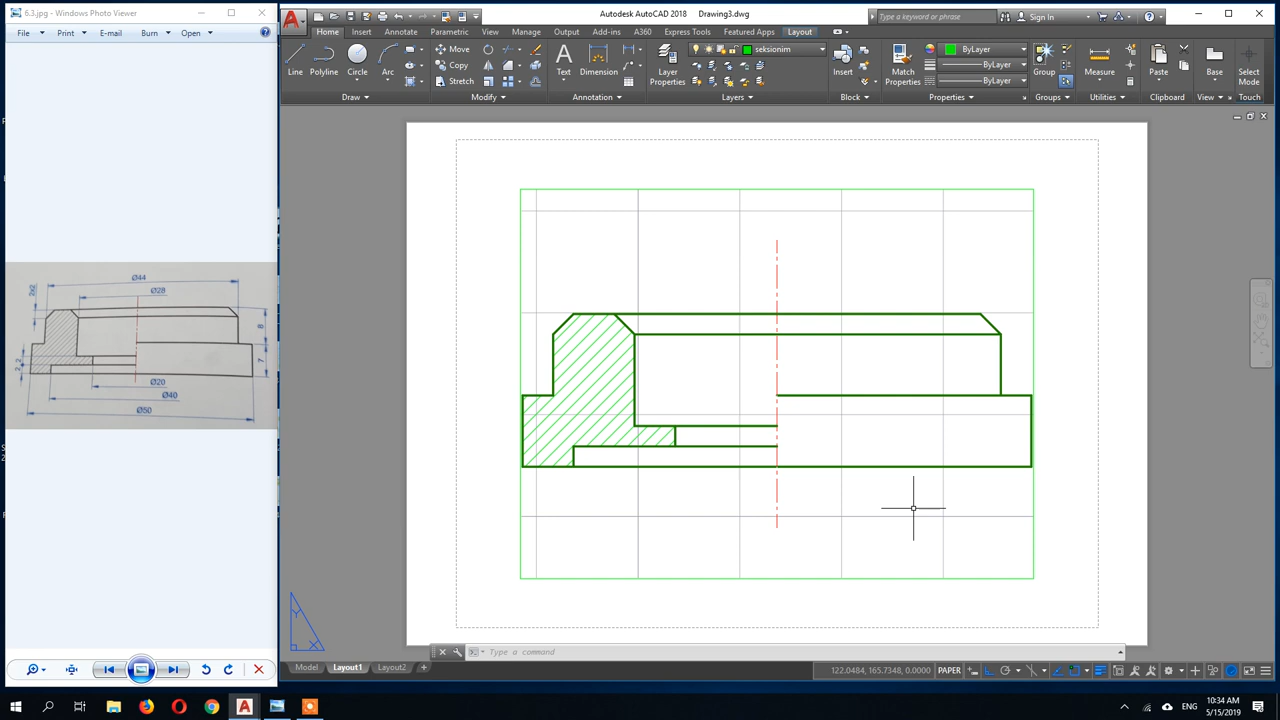 6.3.jpg - Windows Photo Viewer
File
Print
E-mail
Burn
Open
Autodesk AutoCAD 2018 Drawing3.dwg
Type a keyword or phrase
Sign In
Home
Insert
Annotate
Parametric
View
Manage
Output
Add-ins
A360
Express Tools
Featured Apps
Layout
Line
Polyline
Circle
Arc
Move
Copy
Stretch
Text
Dimension
Layer
Properties
seksionim
Insert
Match
Properties
ByLayer
ByLayer
ByLayer
Group
Measure
Paste
Base
Select
Mode
Draw
Modify
Annotation
Layers
Block
Properties
Groups
Utilities
Clipboard
View
Touch
Ø44
Ø28
2x2
8
7
2
2
Ø20
Ø40
Ø50
Y
X
Type a command
Model
Layout1
Layout2
122.0484, 165.7348, 0.0000
PAPER
ENG
10:34 AM
5/15/2019